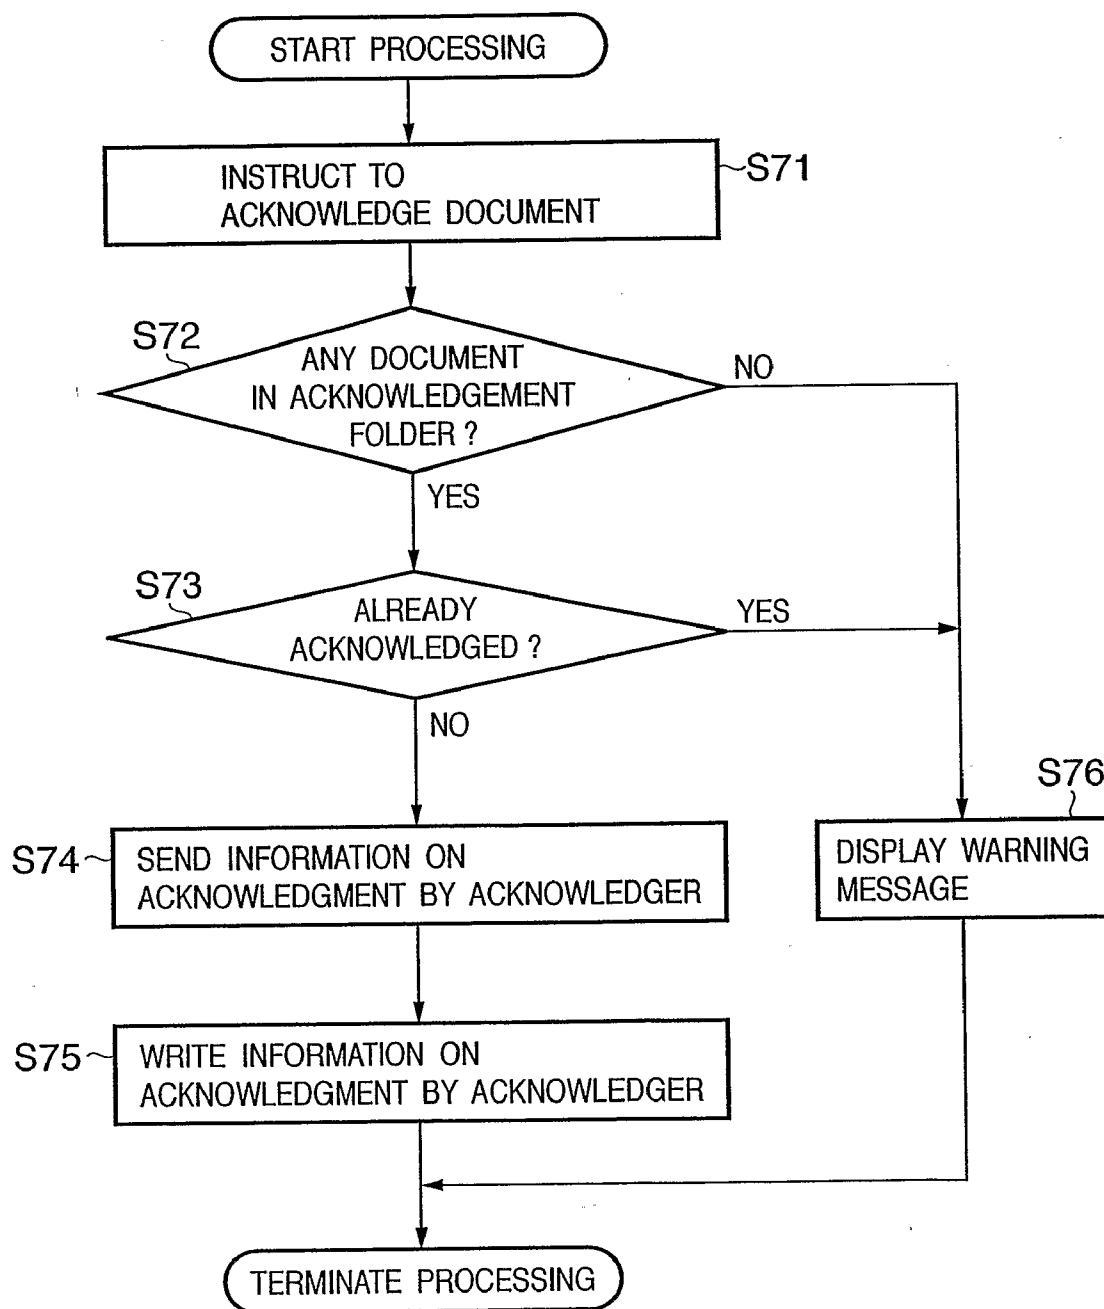 START PROCESSING
INSTRUCT TO
ACKNOWLEDGE DOCUMENT
S71
S72
ANY DOCUMENT
IN ACKNOWLEDGEMENT
FOLDER ?
NO
YES
S73
ALREADY
ACKNOWLEDGED ?
YES
NO
S74
SEND INFORMATION ON
ACKNOWLEDGMENT BY ACKNOWLEDGER
S76
DISPLAY WARNING
MESSAGE
S75
WRITE INFORMATION ON
ACKNOWLEDGMENT BY ACKNOWLEDGER
TERMINATE PROCESSING